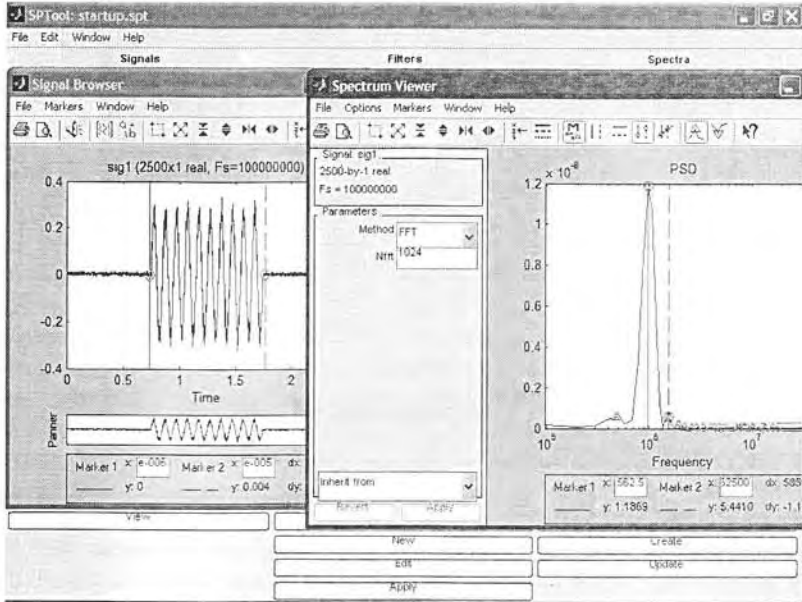 SPTool: startup.spt
File Edit Window Help
Signals Filters Spectra
Signal Browser
File Markers Window Help
sig1 (2500x1 real, Fs=100000000)
0.4
0.2
0
-0.2
-0.4
0 0.5 1 1.5 2
Time
Panner
Marker 1 x: e-006 Marker 2 x: e-005 dx:
y: 0 y: 0.004 dy:
View
Spectrum Viewer
File Options Markers Window Help
Signal: sig1
2500-by-1 real
Fs = 100000000
Parameters
Method FFT
Nfft 1024
Inherit from
Revert Apply
x 10
PSD
1.2
1
0.8
0.6
0.4
0.2
0
10^5 10^6 10^7
Frequency
Marker 1 x: 562.5 Marker 2 x: 62500 dx: 585
y: 1.1869 y: 5.4410 dy: -1.1
New Create
Edit Update
Apply